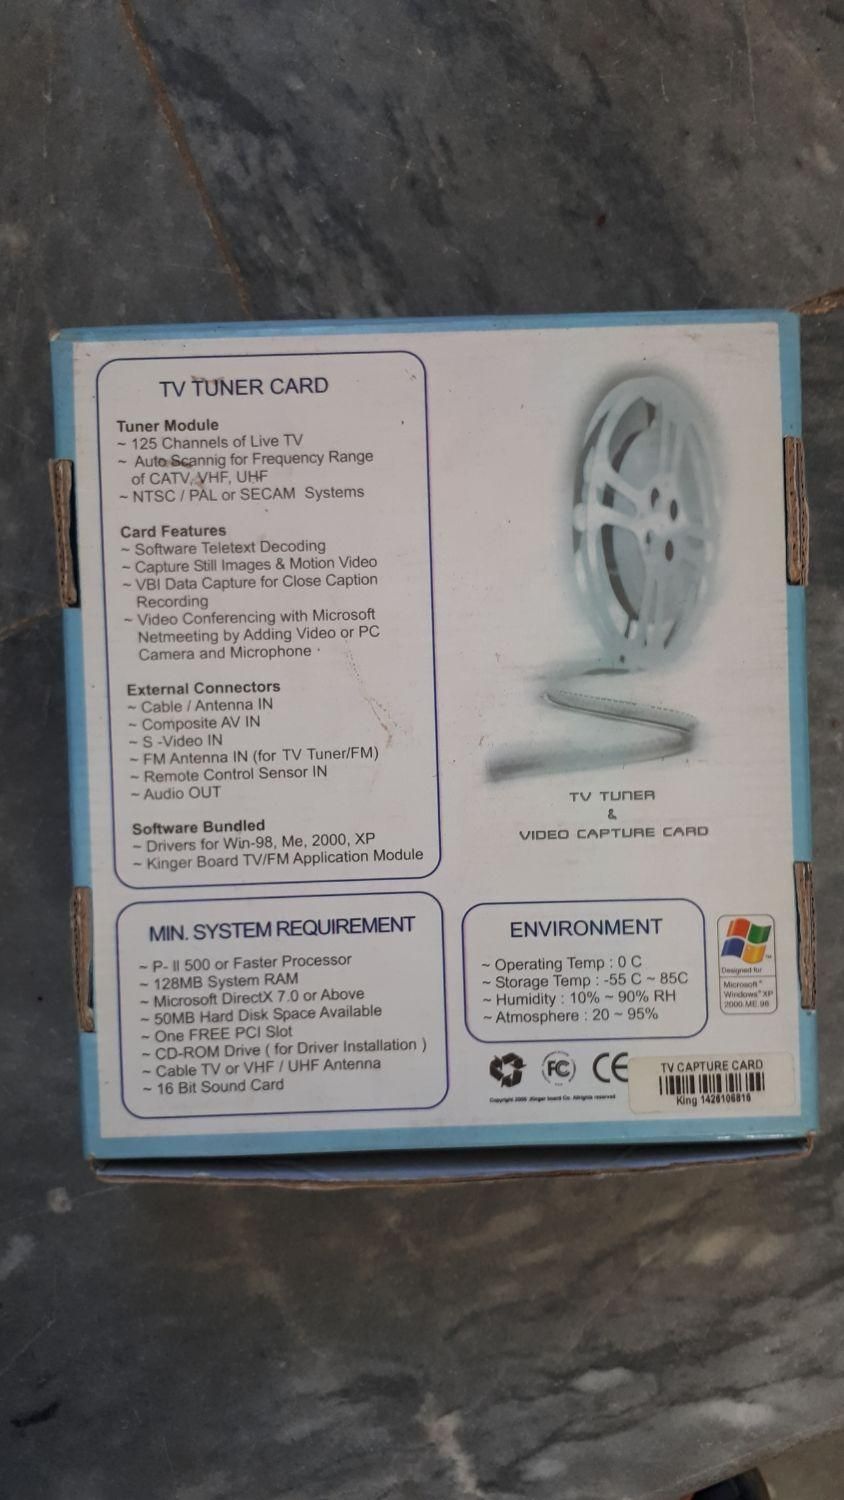 TV TUNER CARD
Tuner Module
~ 125 Channels of Live TV
~ Auto Scannig for Frequency Range
of CATV, VHF, UHF
~ NTSC / PAL or SECAM Systems
Card Features
~ Software Teletext Decoding
~ Capture Still Images & Motion Video
~ VBI Data Capture for Close Caption
Recording
~ Video Conferencing with Microsoft
Netmeeting by Adding Video or PC
Camera and Microphone
External Connectors
~ Cable / Antenna IN
~ Composite AV IN
~ S -Video IN
~ FM Antenna IN (for TV Tuner/FM)
~ Remote Control Sensor IN
~ Audio OUT
Software Bundled
~ Drivers for Win-98, Me, 2000, XP
~ Kinger Board TV/FM Application Module
TV TUNER
&
VIDEO CAPTURE CARD
MIN. SYSTEM REQUIREMENT
~ P- II 500 or Faster Processor
~ 128MB System RAM
~ Microsoft DirectX 7.0 or Above
~ 50MB Hard Disk Space Available
~ One FREE PCI Slot
~ CD-ROM Drive ( for Driver Installation )
~ Cable TV or VHF / UHF Antenna
~ 16 Bit Sound Card
ENVIRONMENT
~ Operating Temp : 0 C
~ Storage Temp : -55 C ~ 85C
~ Humidity : 10% ~ 90% RH
~ Atmosphere : 20 ~ 95%
Designed for
Microsoft®
Windows®XP
2000.ME.98
FC CE
TV CAPTURE CARD
King 1426106816